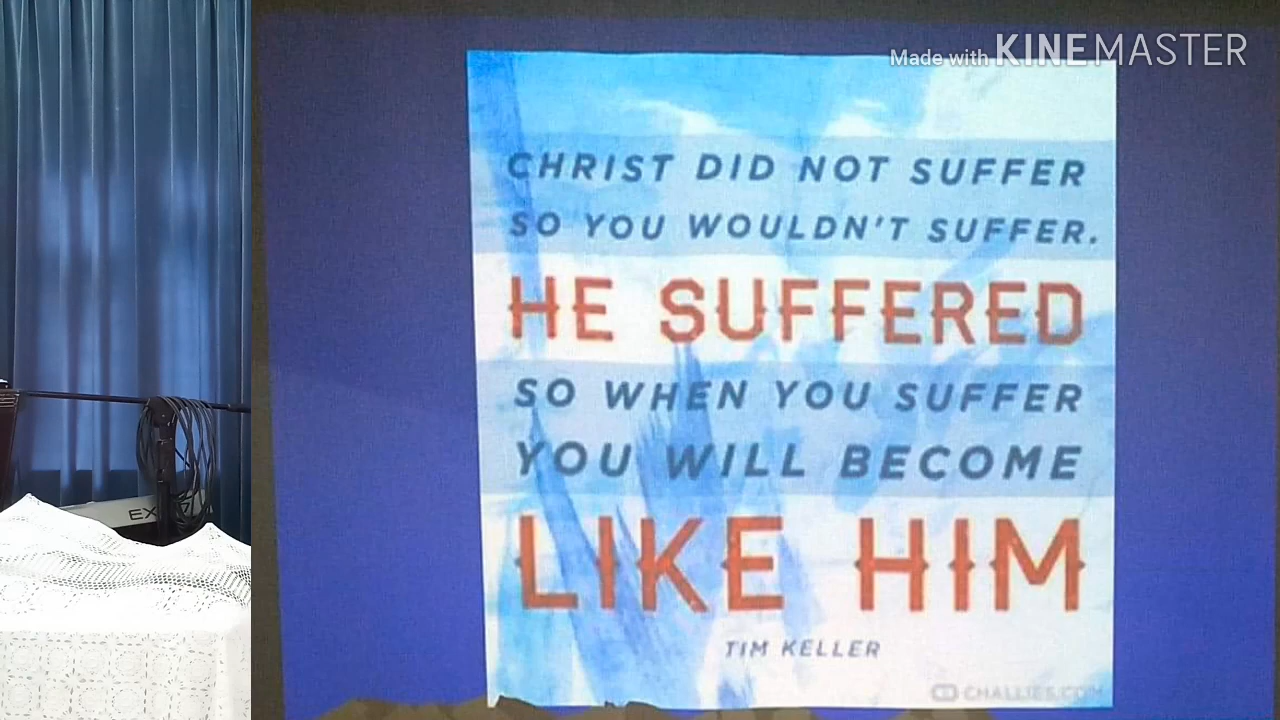 Made with KINEMASTER
CHRIST DID NOT SUFFER
SO YOU WOULDN'T SUFFER.
HE SUFFERED
SO WHEN YOU SUFFER
YOU WILL BECOME
LIKE HIM
TIM KELLER
CHALLIES.COM